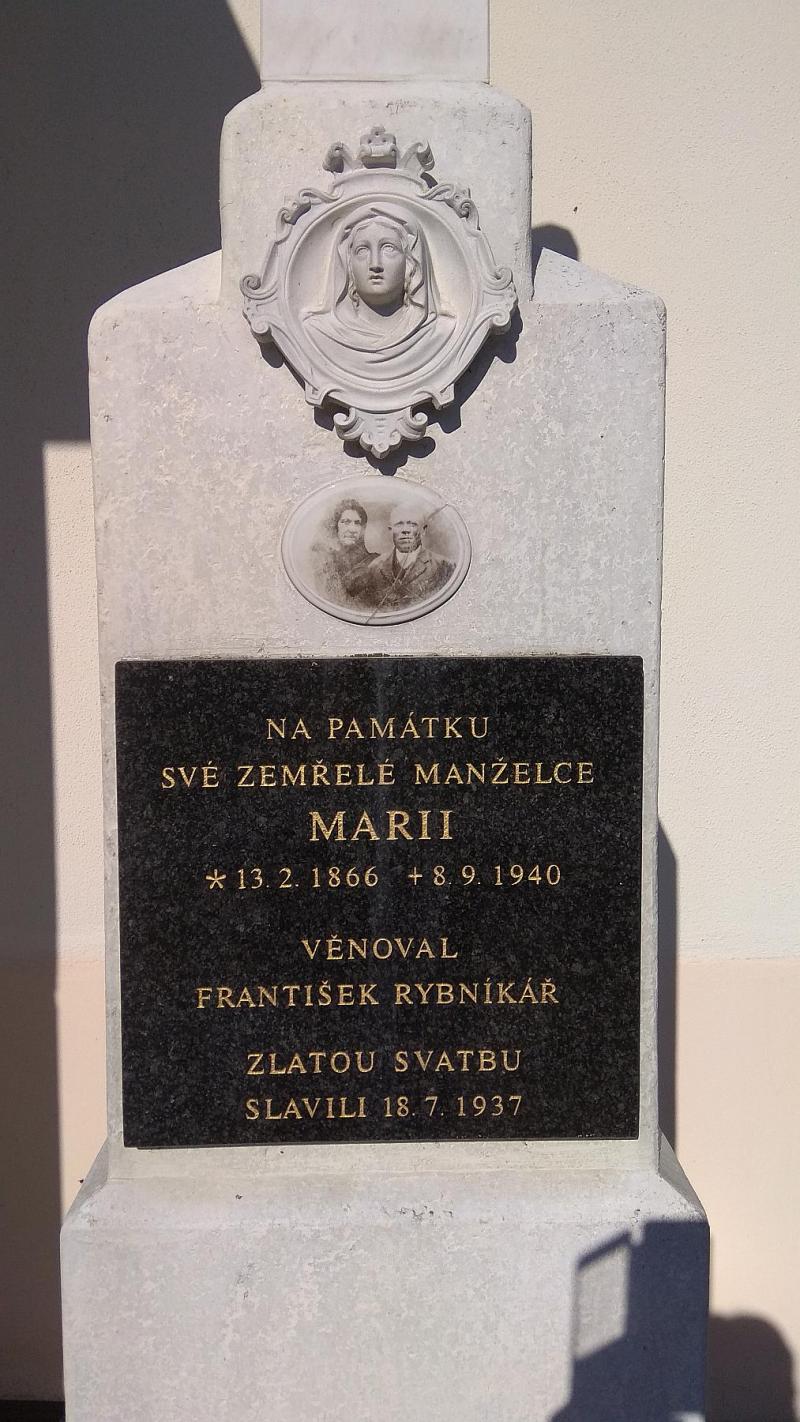 NA PAMÁTKU
SVÉ ZEMŘELÉ MANŽELCE
MARII
* 13. 2. 1866 + 8. 9. 1940
VĚNOVAL
FRANTIŠEK RYBNÍKÁŘ
ZLATOU SVATBU
SLAVILI 18. 7. 1937